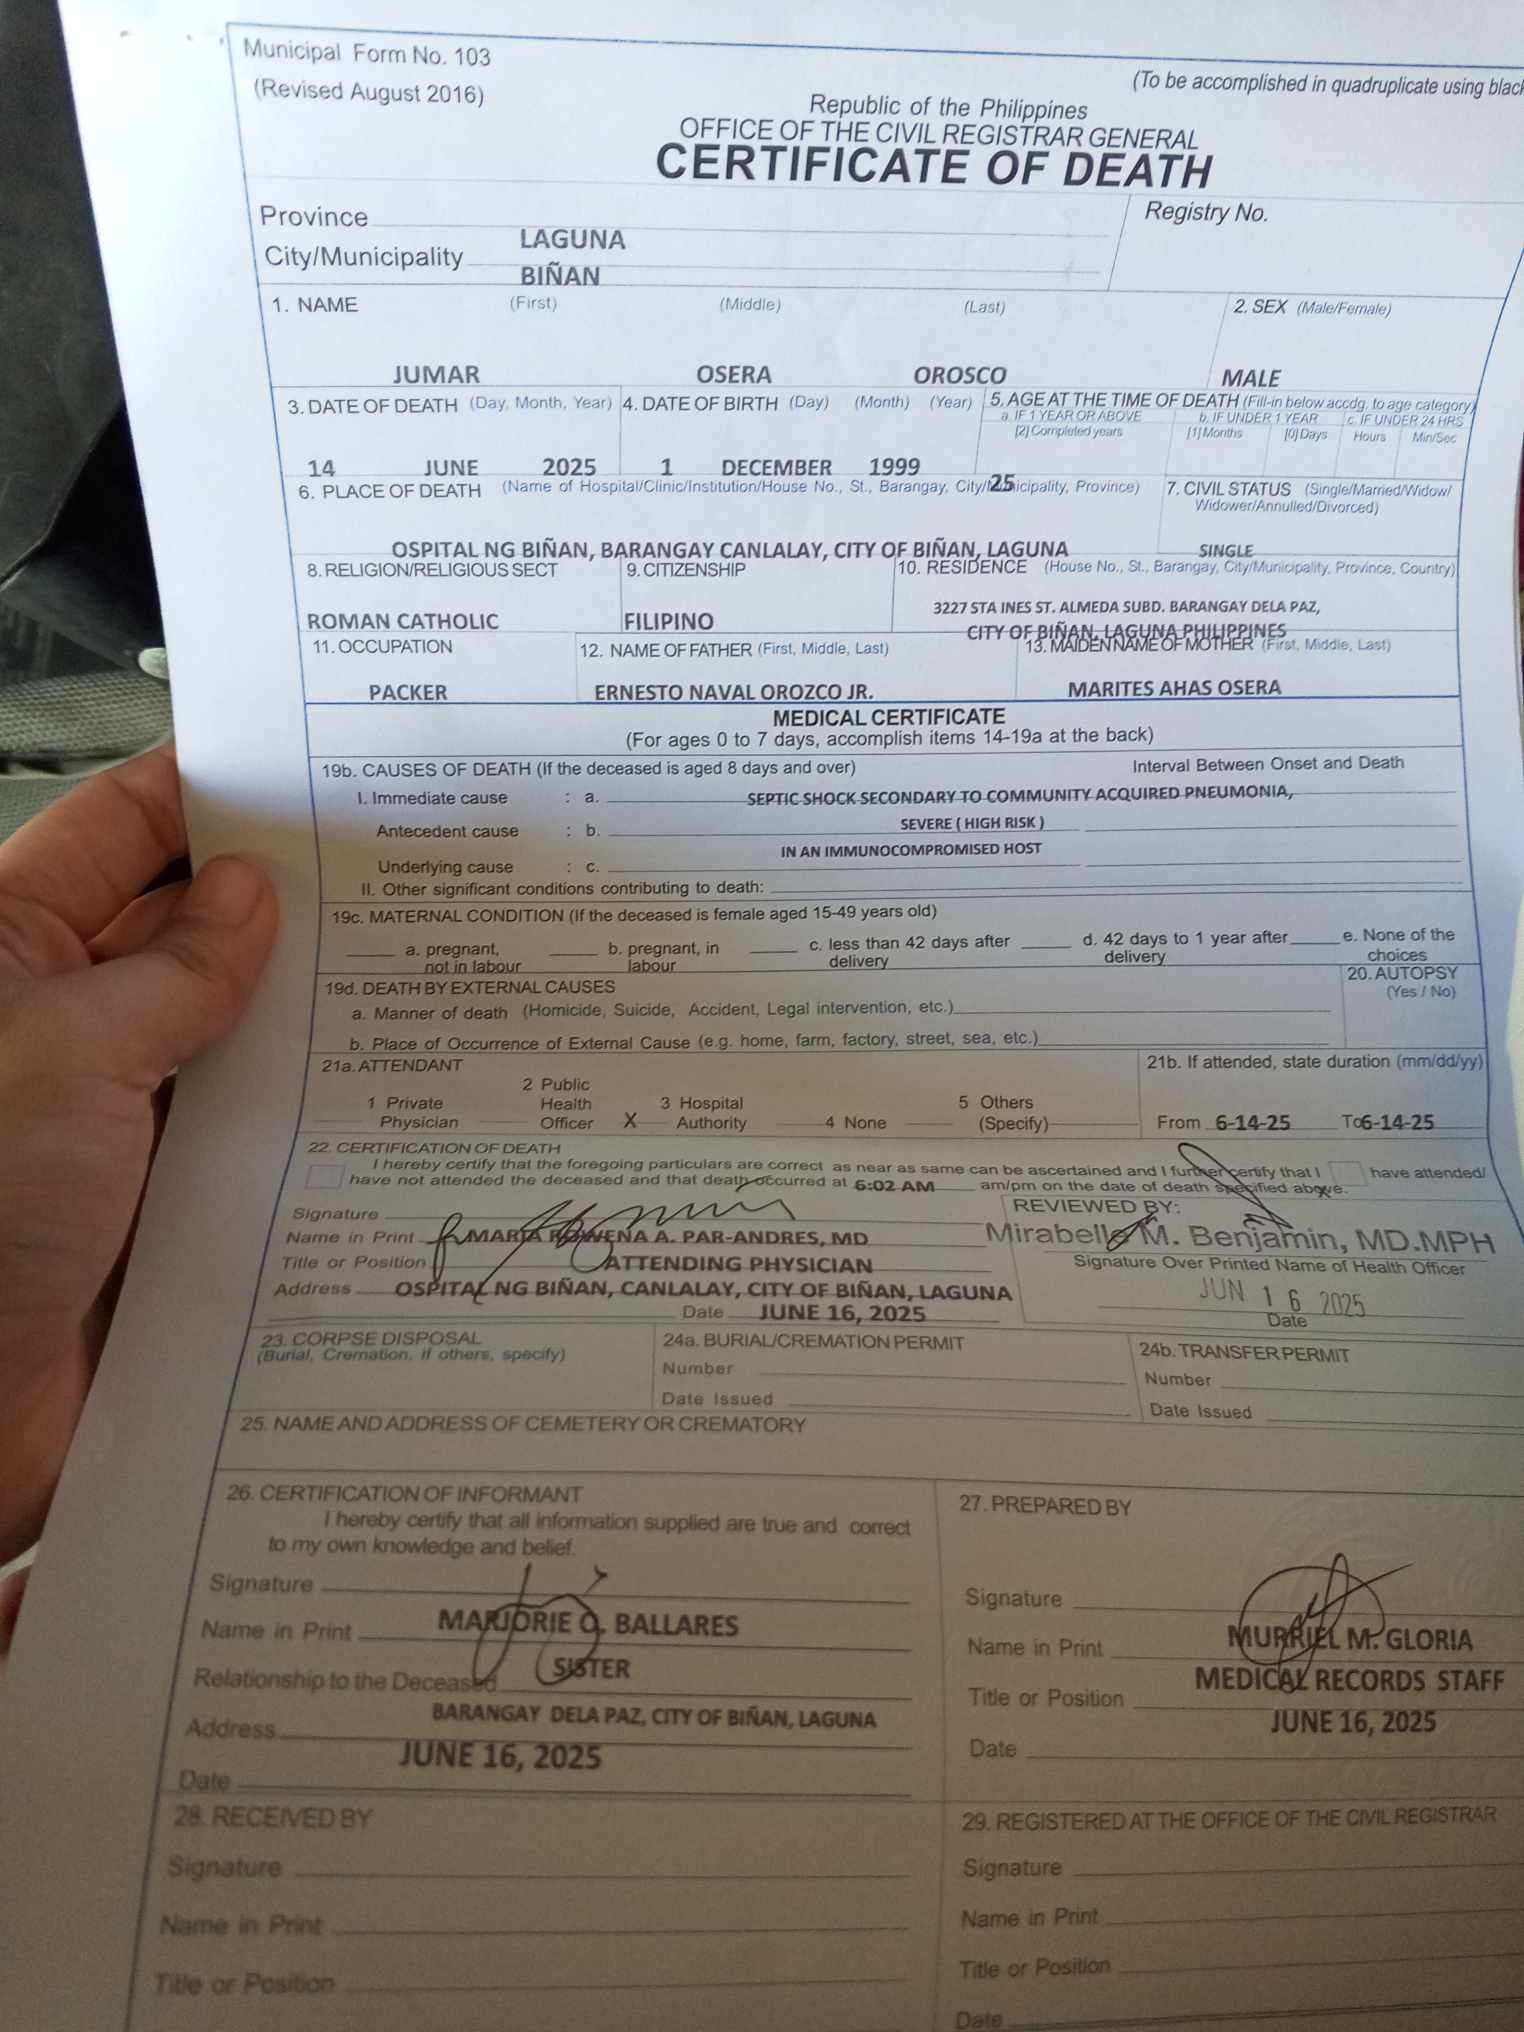 Municipal Form No. 103
(Revised August 2016)
(To be accomplished in quadruplicate using black
Republic of the Philippines
OFFICE OF THE CIVIL REGISTRAR GENERAL
CERTIFICATE OF DEATH
Province LAGUNA
Registry No.
City/Municipality BIÑAN
1. NAME (First) (Middle) (Last) 2. SEX (Male/Female)
JUMAR OSERA OROSCO MALE
3. DATE OF DEATH (Day, Month, Year) 4. DATE OF BIRTH (Day) (Month) (Year) 5. AGE AT THE TIME OF DEATH (Fill-in below accdg. to age category)
a. IF 1 YEAR OR ABOVE b. IF UNDER 1 YEAR c. IF UNDER 24 HRS
[2] Completed years [1] Months [0] Days Hours Min/Sec
14 JUNE 2025 1 DECEMBER 1999 25
6. PLACE OF DEATH (Name of Hospital/Clinic/Institution/House No., St., Barangay, City/Municipality, Province) 7. CIVIL STATUS (Single/Married/Widow/
Widower/Annulled/Divorced)
OSPITAL NG BIÑAN, BARANGAY CANLALAY, CITY OF BIÑAN, LAGUNA SINGLE
8. RELIGION/RELIGIOUS SECT 9. CITIZENSHIP 10. RESIDENCE (House No., St., Barangay, City/Municipality, Province, Country)
3227 STA INES ST. ALMEDA SUBD. BARANGAY DELA PAZ,
ROMAN CATHOLIC FILIPINO CITY OF BIÑAN, LAGUNA PHILIPPINES
11. OCCUPATION 12. NAME OF FATHER (First, Middle, Last) 13. MAIDEN NAME OF MOTHER (First, Middle, Last)
PACKER ERNESTO NAVAL OROZCO JR. MARITES AHAS OSERA
MEDICAL CERTIFICATE
(For ages 0 to 7 days, accomplish items 14-19a at the back)
19b. CAUSES OF DEATH (If the deceased is aged 8 days and over) Interval Between Onset and Death
I. Immediate cause : a. SEPTIC SHOCK SECONDARY TO COMMUNITY ACQUIRED PNEUMONIA,
Antecedent cause : b. SEVERE ( HIGH RISK )
Underlying cause : c. IN AN IMMUNOCOMPROMISED HOST
II. Other significant conditions contributing to death:
19c. MATERNAL CONDITION (If the deceased is female aged 15-49 years old)
a. pregnant, b. pregnant, in c. less than 42 days after d. 42 days to 1 year after e. None of the
not in labour labour delivery delivery choices
19d. DEATH BY EXTERNAL CAUSES 20. AUTOPSY
a. Manner of death (Homicide, Suicide, Accident, Legal intervention, etc.) (Yes / No)
b. Place of Occurrence of External Cause (e.g. home, farm, factory, street, sea, etc.)
21a. ATTENDANT 21b. If attended, state duration (mm/dd/yy)
2 Public
1 Private Health 3 Hospital 5 Others
Physician Officer X Authority 4 None (Specify) From 6-14-25 To 6-14-25
22. CERTIFICATION OF DEATH
I hereby certify that the foregoing particulars are correct as near as same can be ascertained and I further certify that I have attended/
have not attended the deceased and that death occurred at 6:02 AM am/pm on the date of death specified above.
Signature REVIEWED BY:
Name in Print MARIA ROWENA A. PAR-ANDRES, MD Mirabelle M. Benjamin, MD.MPH
Title or Position ATTENDING PHYSICIAN Signature Over Printed Name of Health Officer
Address OSPITAL NG BIÑAN, CANLALAY, CITY OF BIÑAN, LAGUNA JUN 16 2025
Date JUNE 16, 2025 Date
23. CORPSE DISPOSAL 24a. BURIAL/CREMATION PERMIT 24b. TRANSFER PERMIT
(Burial, Cremation, if others, specify) Number Number
Date Issued Date Issued
25. NAME AND ADDRESS OF CEMETERY OR CREMATORY
26. CERTIFICATION OF INFORMANT 27. PREPARED BY
I hereby certify that all information supplied are true and correct
to my own knowledge and belief.
Signature Signature
Name in Print MARJORIE O. BALLARES Name in Print MURRIEL M. GLORIA
Relationship to the Deceased SISTER Title or Position MEDICAL RECORDS STAFF
Address BARANGAY DELA PAZ, CITY OF BIÑAN, LAGUNA Date JUNE 16, 2025
Date JUNE 16, 2025
28. RECEIVED BY 29. REGISTERED AT THE OFFICE OF THE CIVIL REGISTRAR
Signature Signature
Name in Print Name in Print
Title or Position Title or Position
Date